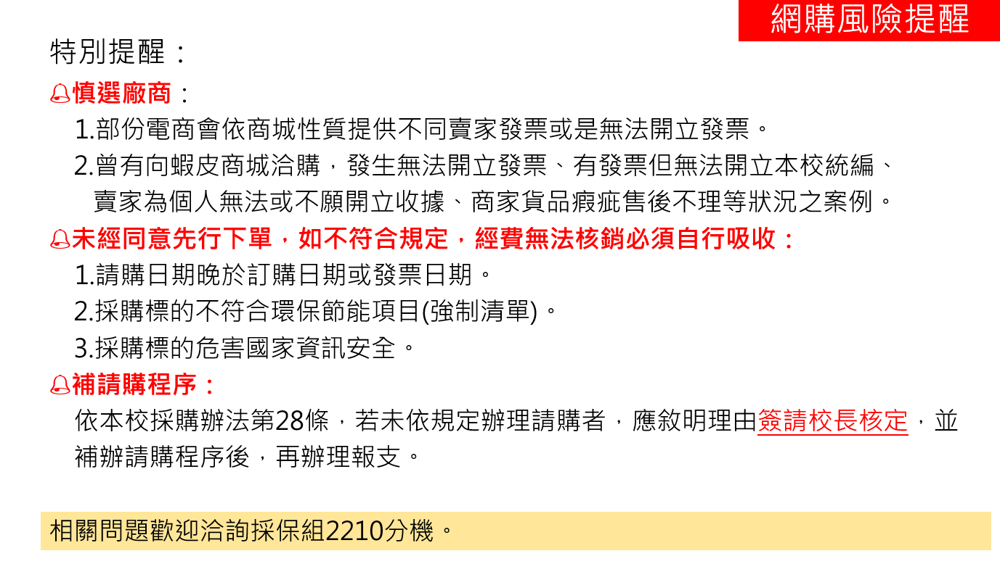 網購風險提醒
特別提醒：
慎選廠商：
1.部份電商會依商城性質提供不同賣家發票或是無法開立發票。
2.曾有向蝦皮商城洽購，發生無法開立發票、有發票但無法開立本校統編、
賣家為個人無法或不願開立收據、商家貨品瑕疵售後不理等狀況之案例。
未經同意先行下單，如不符合規定，經費無法核銷必須自行吸收：
1.請購日期晚於訂購日期或發票日期。
2.採購標的不符合環保節能項目(強制清單)。
3.採購標的危害國家資訊安全。
補請購程序：
依本校採購辦法第28條，若未依規定辦理請購者，應敘明理由簽請校長核定，並
補辦請購程序後，再辦理報支。
相關問題歡迎洽詢採保組2210分機。